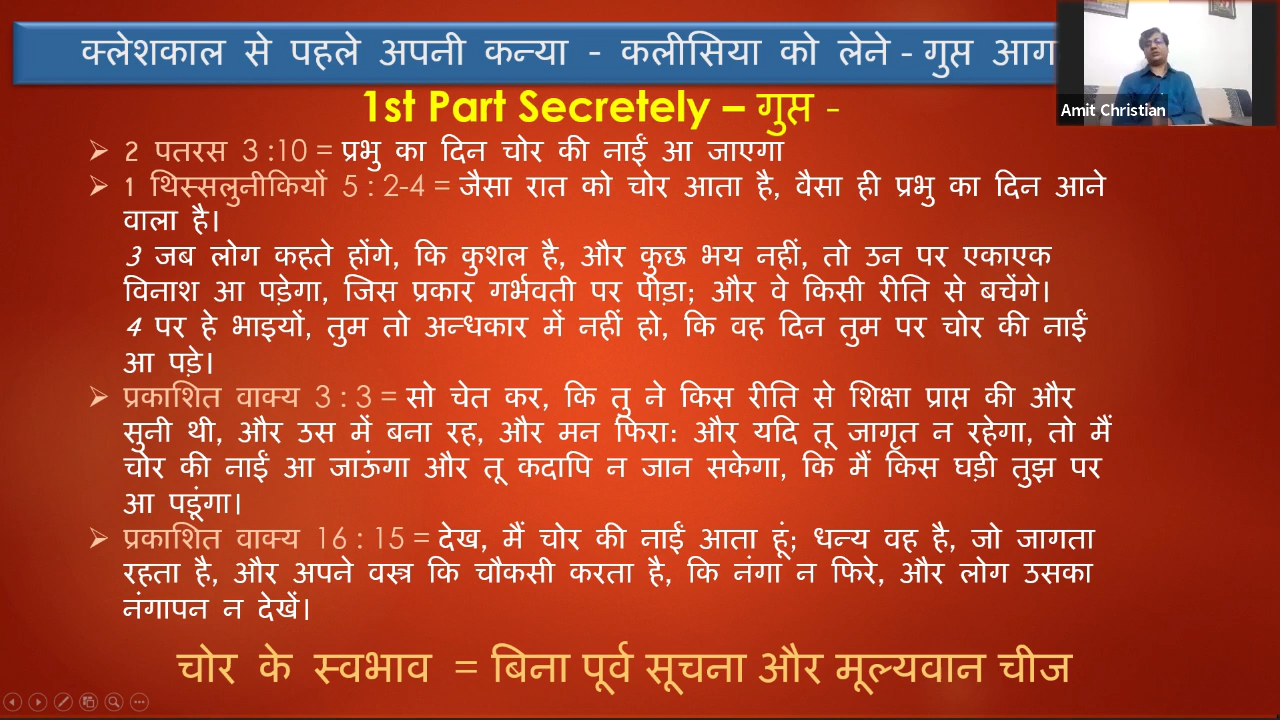 क्लेशकाल से पहले अपनी कन्या - कलीसिया को लेने - गुप्त आग
Amit Christian
1st Part Secretely – गुप्त -
➢ 2 पतरस 3 :10 = प्रभु का दिन चोर की नाईं आ जाएगा
➢ 1 थिस्सलुनीकियों 5 : 2-4 = जैसा रात को चोर आता है, वैसा ही प्रभु का दिन आने
वाला है।
3 जब लोग कहते होंगे, कि कुशल है, और कुछ भय नहीं, तो उन पर एकाएक
विनाश आ पड़ेगा, जिस प्रकार गर्भवती पर पीड़ा; और वे किसी रीति से बचेंगे।
4 पर हे भाइयों, तुम तो अन्धकार में नहीं हो, कि वह दिन तुम पर चोर की नाईं
आ पड़े।
➢ प्रकाशित वाक्य 3 : 3 = सो चेत कर, कि तु ने किस रीति से शिक्षा प्राप्त की और
सुनी थी, और उस में बना रह, और मन फिरा: और यदि तू जागृत न रहेगा, तो मैं
चोर की नाईं आ जाऊंगा और तू कदापि न जान सकेगा, कि मैं किस घड़ी तुझ पर
आ पडूंगा।
➢ प्रकाशित वाक्य 16 : 15 = देख, मैं चोर की नाईं आता हूं; धन्य वह है, जो जागता
रहता है, और अपने वस्त्र कि चौकसी करता है, कि नंगा न फिरे, और लोग उसका
नंगापन न देखें।
चोर के स्वभाव = बिना पूर्व सूचना और मूल्यवान चीज